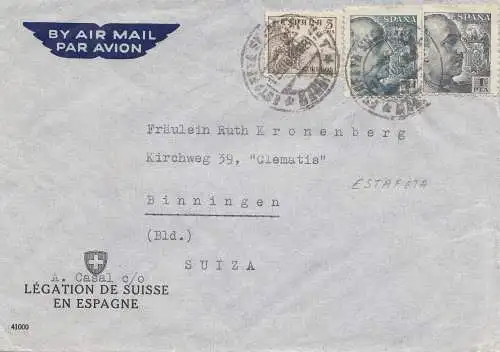 BY AIR MAIL
PAR AVION
ESPAÑA
5
ESPAÑA
ESPAÑA
1
PTA
Fräulein Ruth Kronenberg
Kirchweg 39, "Clematis"
ESTAFETA
Binningen
(Bld.)
SUIZA
A. Casal c/o
LÉGATION DE SUISSE
EN ESPAGNE
41000